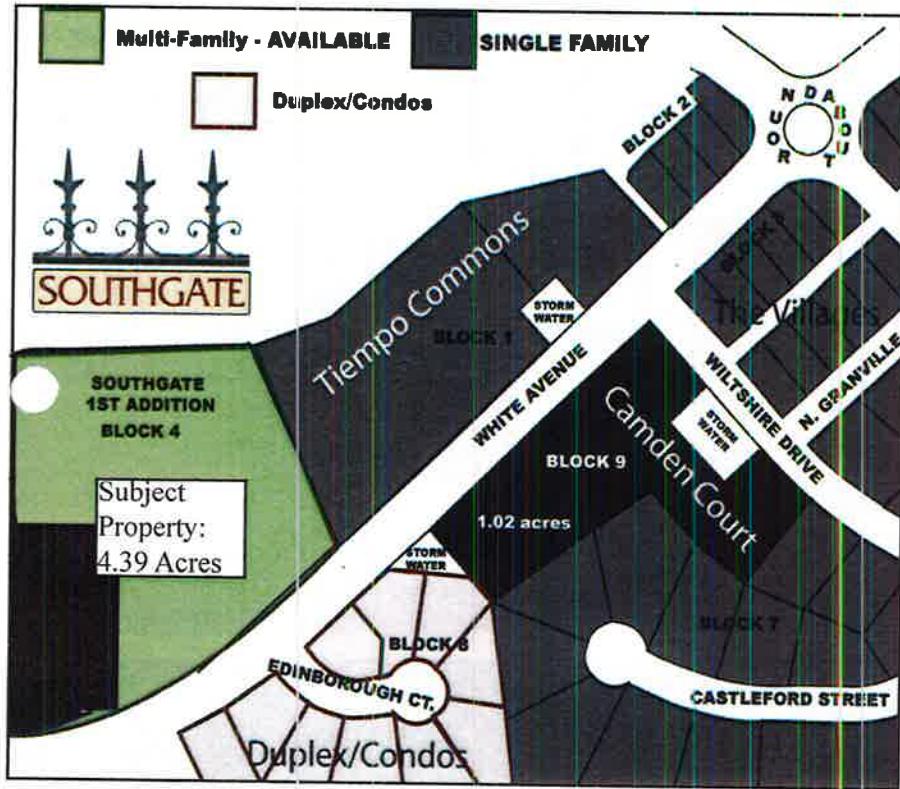 Multi-Family - AVAILABLE
SINGLE FAMILY
Duplex/Condos
BLOCK 2
ROUNDABOUT
SOUTHGATE
Tiempo Commons
STORM
WATER
BLOCK 1
The Villages
WHITE AVENUE
WILTSHIRE DRIVE
N. GRANVILLE
SOUTHGATE
1ST ADDITION
BLOCK 4
Camden Court
STORM
WATER
BLOCK 9
1.02 acres
Subject
Property:
4.39 Acres
STORM
WATER
BLOCK 8
BLOCK 7
EDINBOROUGH CT.
CASTLEFORD STREET
Duplex/Condos